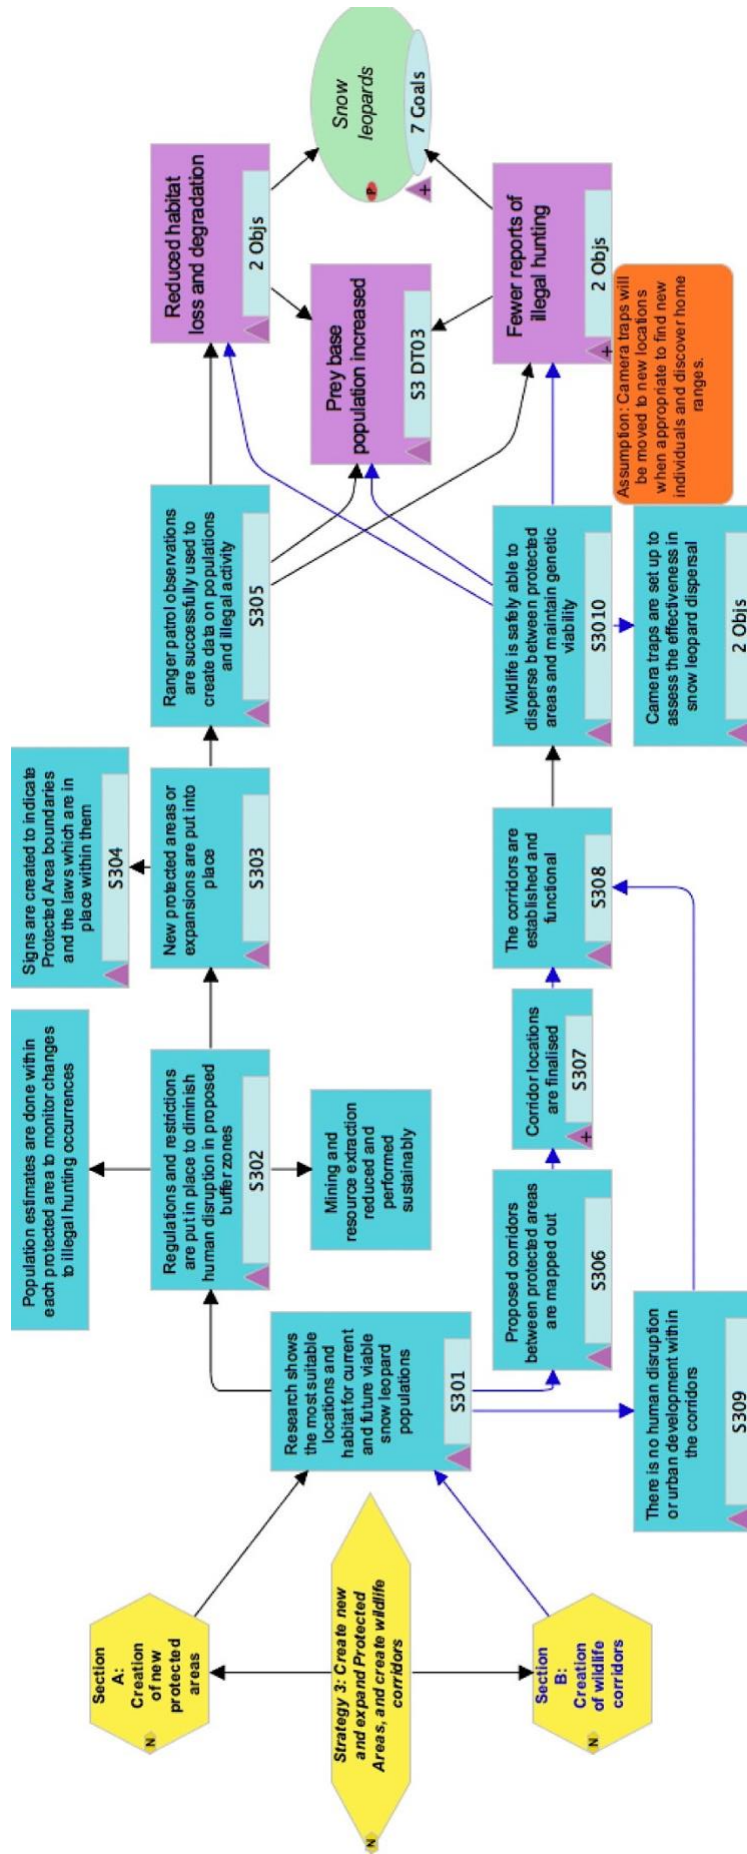 Section
A:
Creation
of new
protected
areas
N
Strategy 3: Create new
and expand Protected
Areas, and create wildlife
corridors
N
Section
B:
Creation
of wildlife
corridors
N
Research shows
the most suitable
locations and
habitat for current
and future viable
snow leopard
populations
S301
Population estimates are done within
each protected area to monitor changes
to illegal hunting occurrences
Regulations and restrictions
are put in place to diminish
human disruption in proposed
buffer zones
S302
Mining and
resource extraction
reduced and
performed
sustainably
Proposed corridors
between protected areas
are mapped out
S306
There is no human disruption
or urban development within
the corridors
S309
Signs are created to indicate
Protected Area boundaries
and the laws which are in
place within them
S304
New protected areas or
expansions are put into
place
S303
Corridor locations
are finalised
+
S307
The corridors are
established and
functional
S308
Ranger patrol observations
are successfully used to
create data on populations
and illegal activity
S305
Wildlife is safely able to
disperse between protected
areas and maintain genetic
viability
S3010
Camera traps are set up to
assess the effectiveness in
snow leopard dispersal
2 Objs
Reduced habitat
loss and degradation
2 Objs
Prey base
population increased
S3 DT03
Fewer reports of
illegal hunting
+
2 Objs
Assumption: Camera traps will
be moved to new locations
when appropriate to find new
individuals and discover home
ranges.
Snow
leopards
P
+
7 Goals